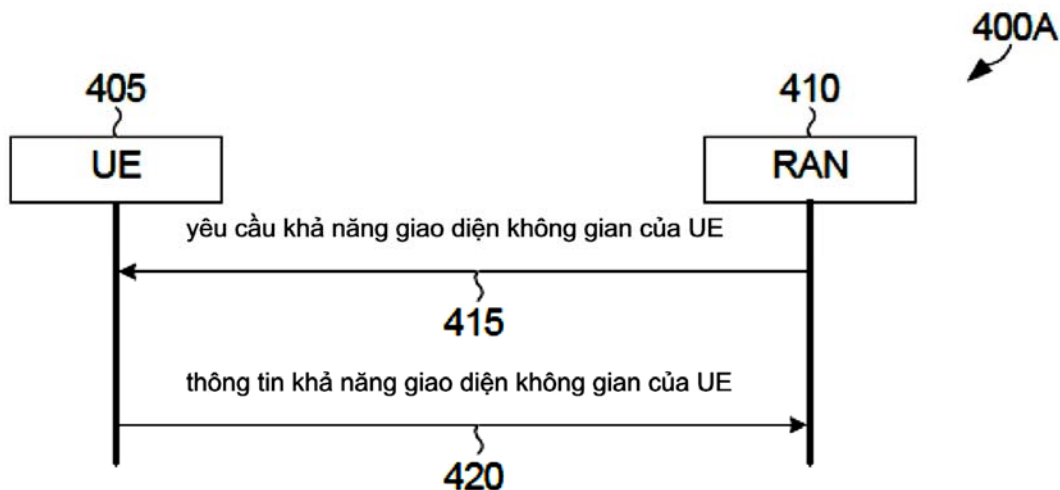 400A
405
410
UE
RAN
yêu cầu khả năng giao diện không gian của UE
415
thông tin khả năng giao diện không gian của UE
420